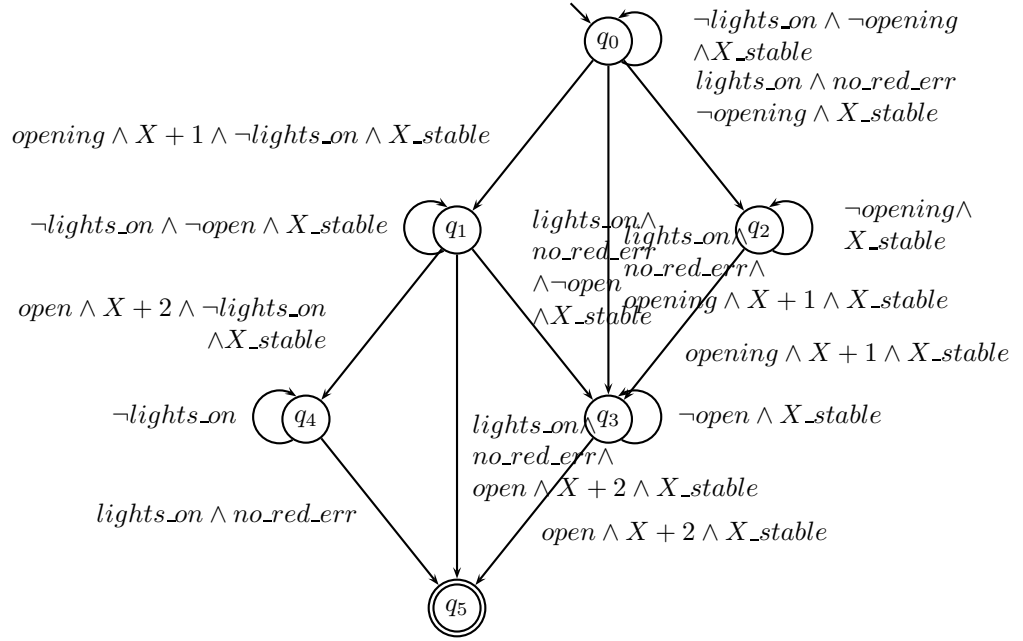 q0
¬lights_on ∧ ¬opening
∧X_stable
lights_on ∧ no_red_err
¬opening ∧ X_stable
opening ∧ X + 1 ∧ ¬lights_on ∧ X_stable
¬lights_on ∧ ¬open ∧ X_stable
q1
lights_on∧
no_red_err
∧¬open
∧X_stable
q2
¬opening∧
X_stable
lights_on∧
no_red_err∧
opening ∧ X + 1 ∧ X_stable
open ∧ X + 2 ∧ ¬lights_on
∧X_stable
opening ∧ X + 1 ∧ X_stable
¬lights_on
q4
q3
¬open ∧ X_stable
lights_on∧
no_red_err∧
open ∧ X + 2 ∧ X_stable
lights_on ∧ no_red_err
open ∧ X + 2 ∧ X_stable
q5